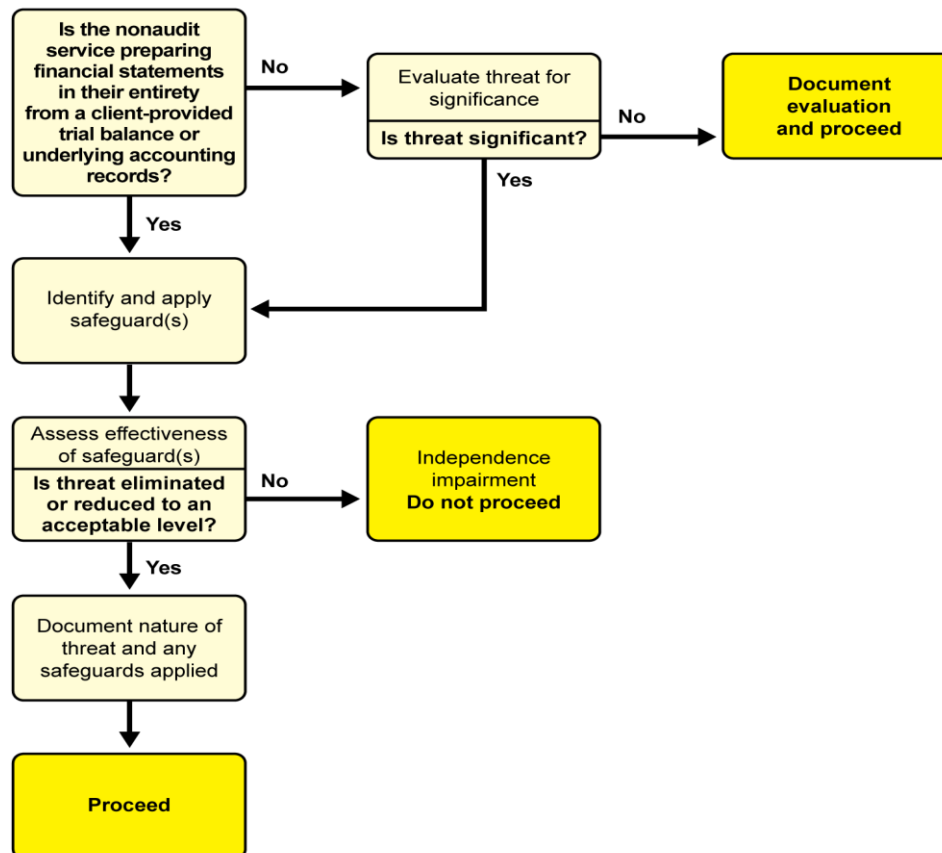 Is the nonaudit
service preparing
financial statements
in their entirety
from a client-provided
trial balance or
underlying accounting
records?
No
Evaluate threat for
significance
Is threat significant?
No
Document
evaluation
and proceed
Yes
Yes
Identify and apply
safeguard(s)
Assess effectiveness
of safeguard(s)
Is threat eliminated
or reduced to an
acceptable level?
No
Independence
impairment
Do not proceed
Yes
Document nature of
threat and any
safeguards applied
Proceed